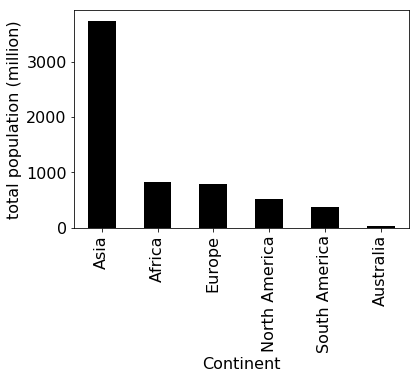 total population (million)
3000
2000
1000
0
Asia
Africa
Europe
North America
South America
Australia
Continent